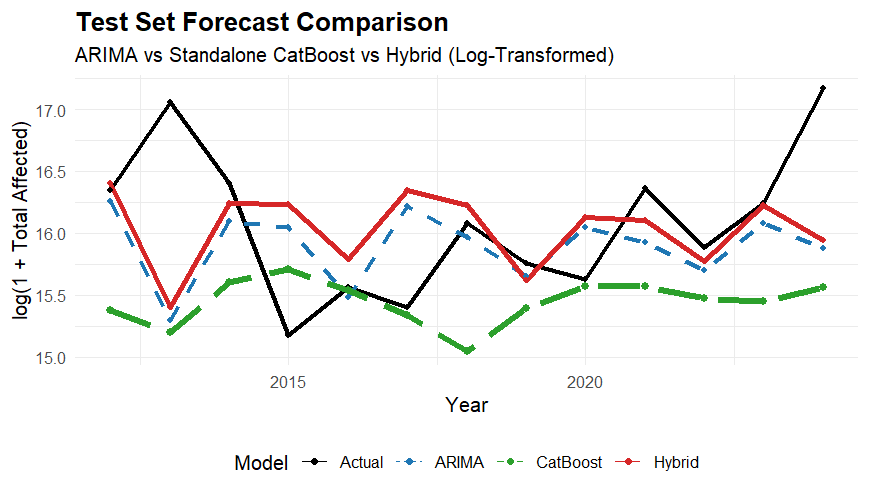 Test Set Forecast Comparison
ARIMA vs Standalone CatBoost vs Hybrid (Log-Transformed)
log(1 + Total Affected)
17.0
16.5
16.0
15.5
15.0
2015 2020
Year
Model Actual ARIMA CatBoost Hybrid